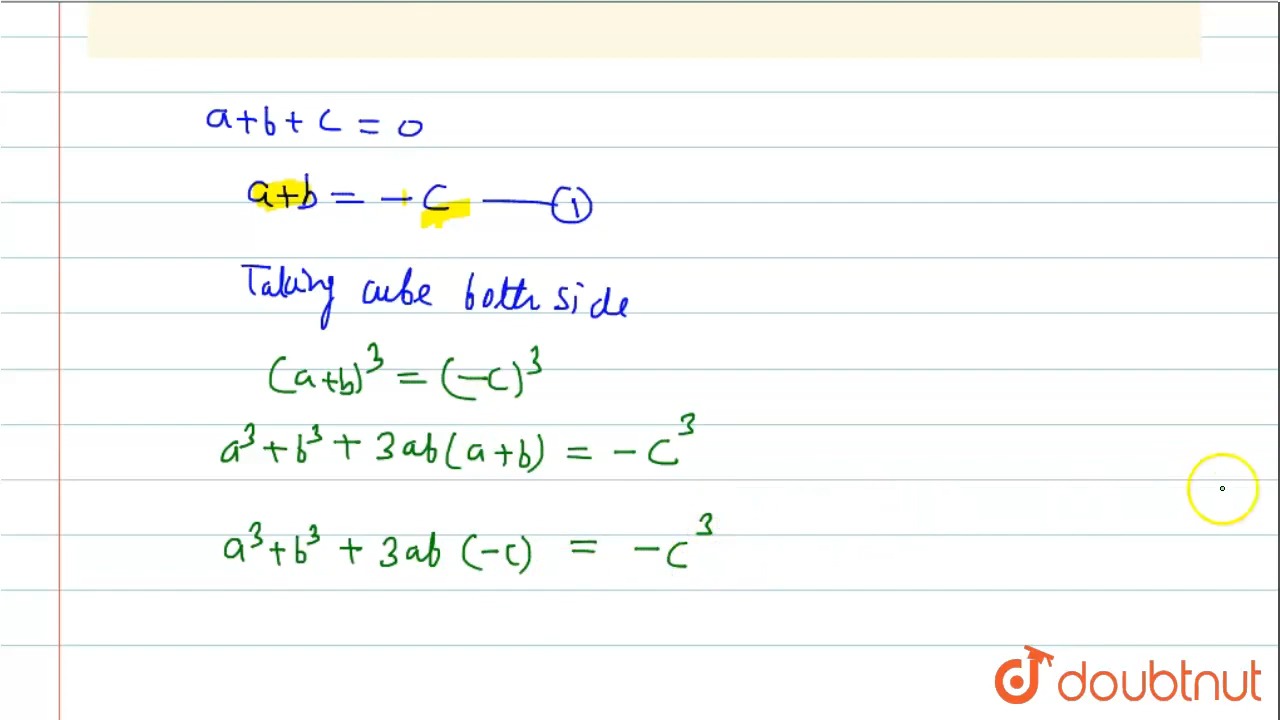 a+b+c=0
a+b = -c —— ①
Taking cube both side
(a+b)³ = (-c)³
a³+b³+3ab(a+b) = -c³
a³+b³+3ab(-c) = -c³
doubtnut